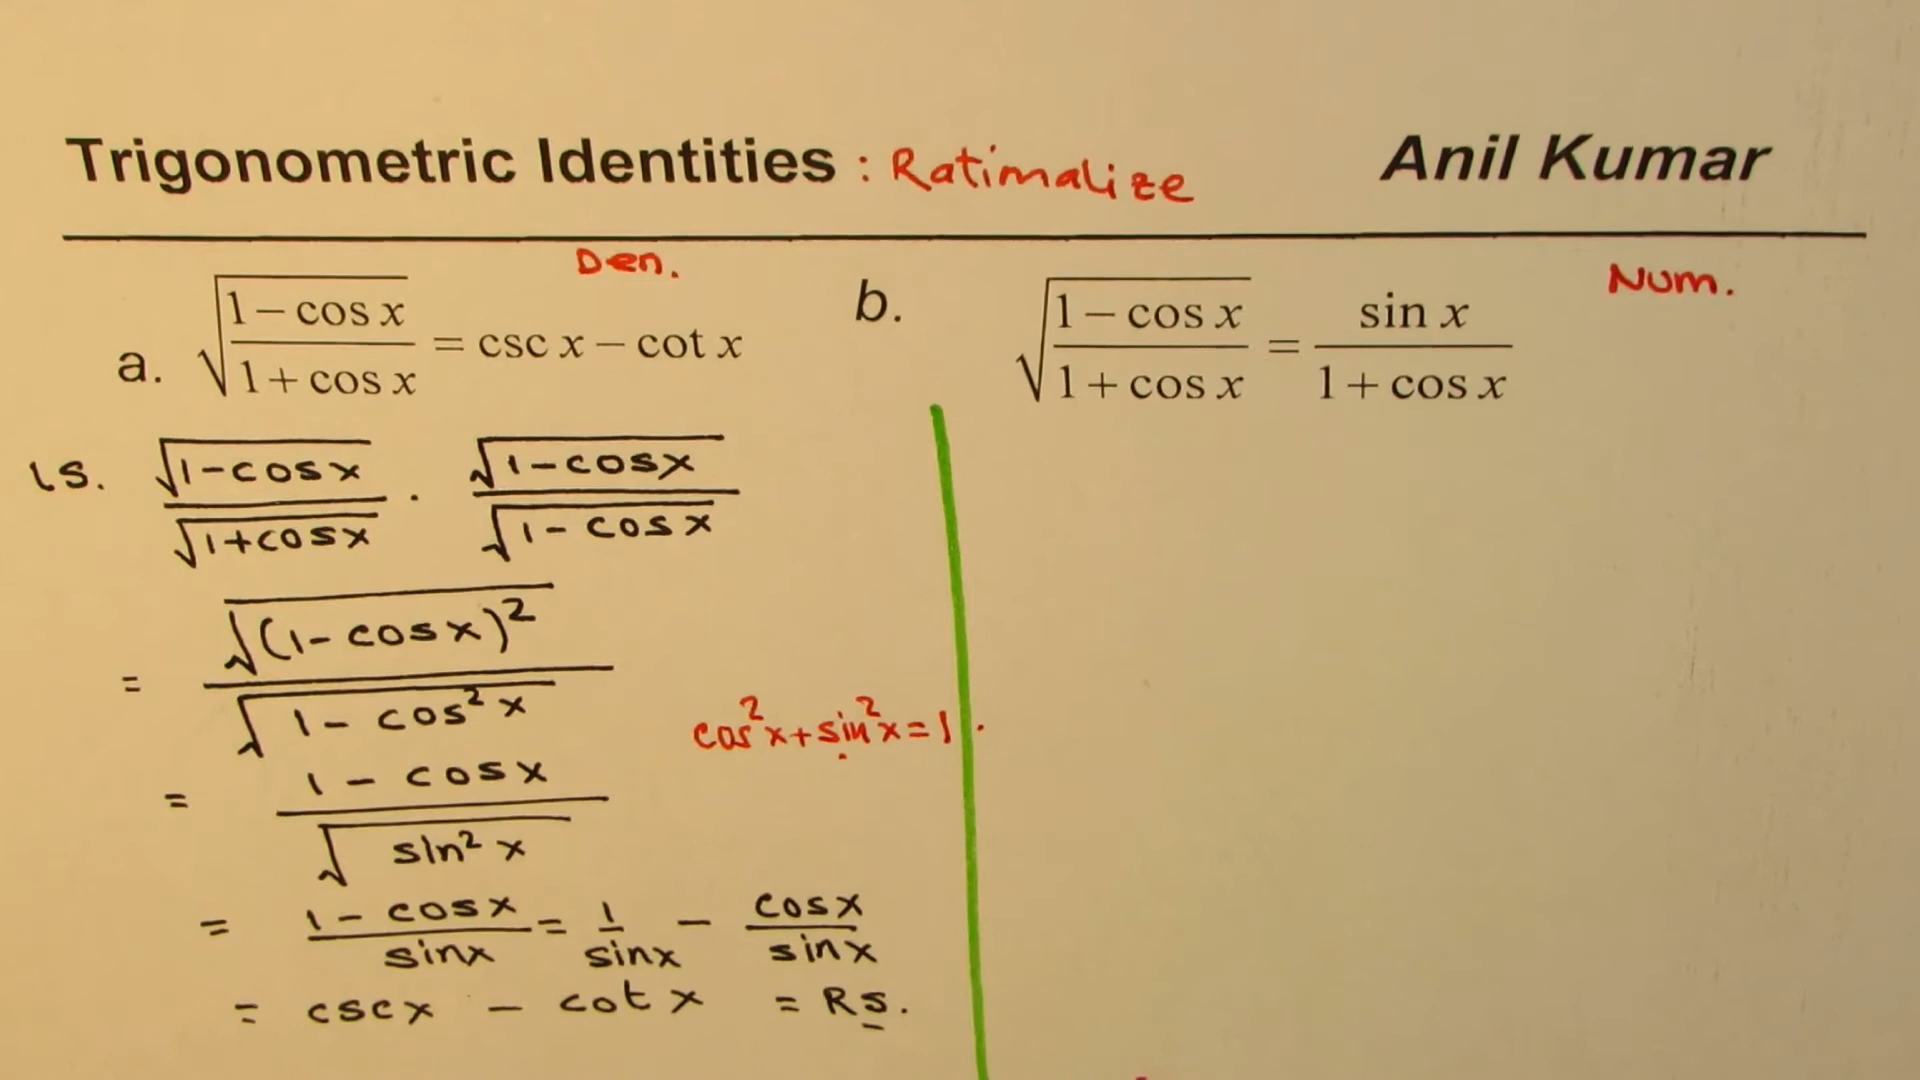 Trigonometric Identities : Rationalize Anil Kumar
Den. Num.
a. √((1 − cos x)/(1 + cos x)) = csc x − cot x
b. √((1 − cos x)/(1 + cos x)) = sin x/(1 + cos x)
LS. √(1-cosx)/√(1+cosx) · √(1-cosx)/√(1-cosx)
= √((1-cosx)²)/√(1-cos²x)
cos²x+sin²x=1.
= (1-cosx)/√(sin²x)
= (1-cosx)/sinx = 1/sinx - cosx/sinx
= cscx - cotx = RS.